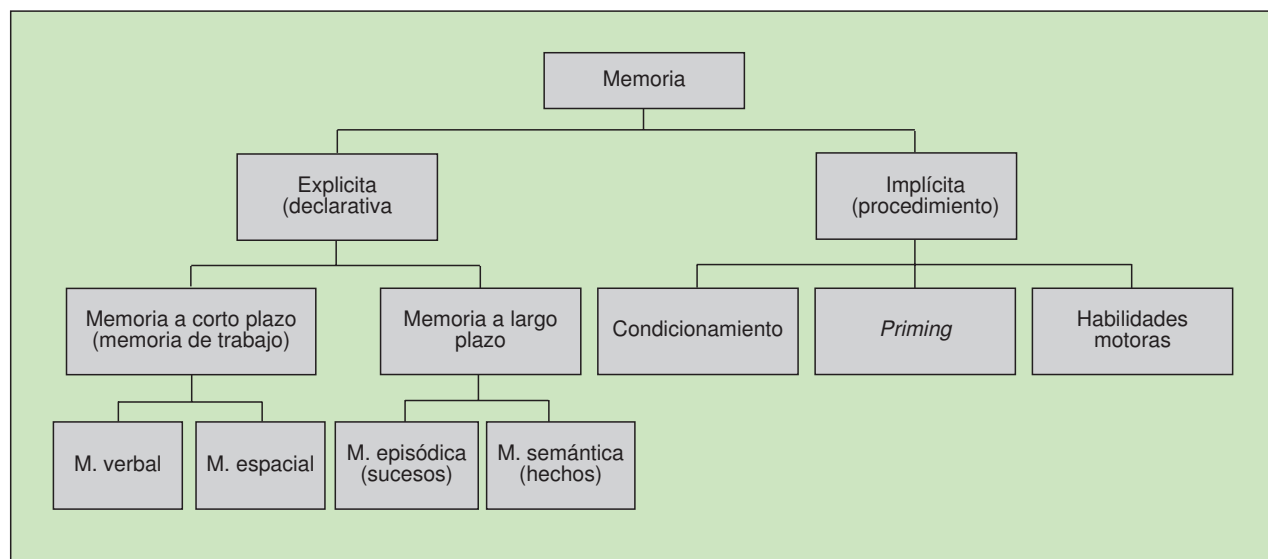 Memoria
Explicita
(declarativa
Implícita
(procedimiento)
Memoria a corto plazo
(memoria de trabajo)
Memoria a largo
plazo
Condicionamiento
Priming
Habilidades
motoras
M. verbal
M. espacial
M. episódica
(sucesos)
M. semántica
(hechos)